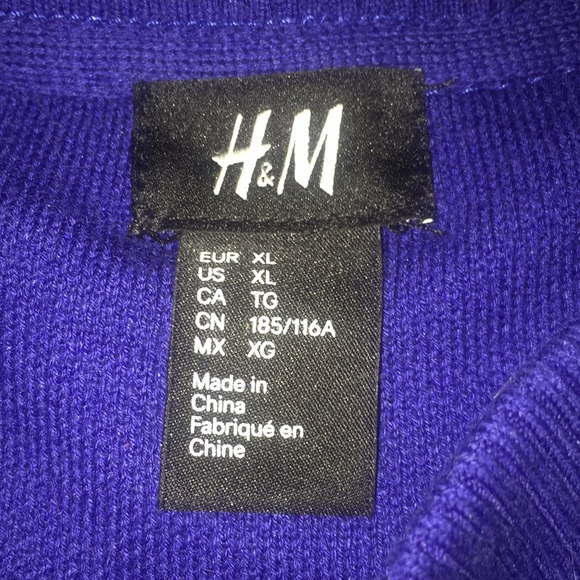 H&M
EUR XL
US XL
CA TG
CN 185/116A
MX XG
Made in
China
Fabriqué en
Chine